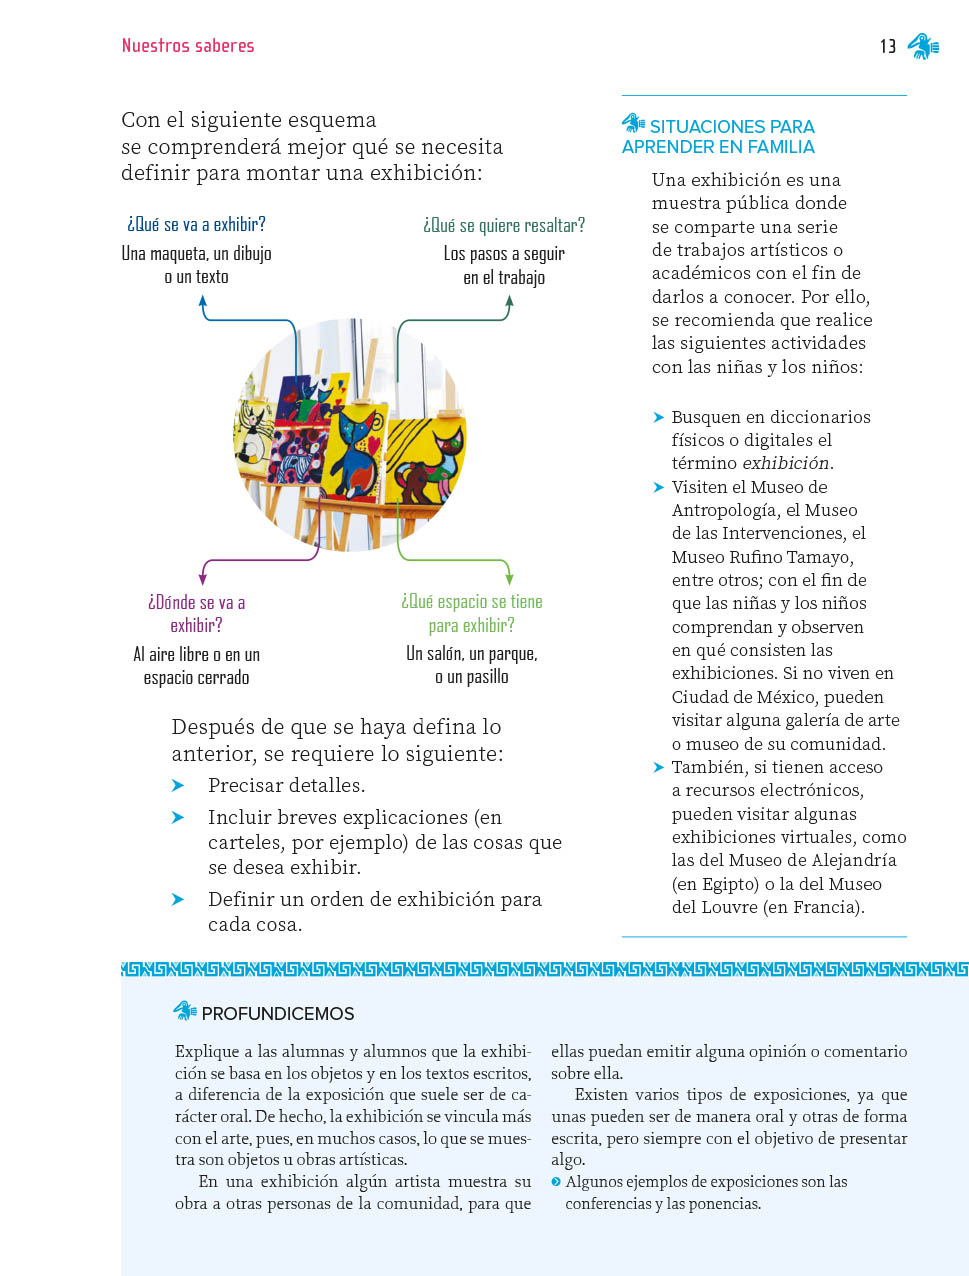 Nuestros saberes
13
Con el siguiente esquema
se comprenderá mejor qué se necesita
definir para montar una exhibición:
¿Qué se va a exhibir?
Una maqueta, un dibujo
o un texto
¿Qué se quiere resaltar?
Los pasos a seguir
en el trabajo
¿Dónde se va a
exhibir?
Al aire libre o en un
espacio cerrado
¿Qué espacio se tiene
para exhibir?
Un salón, un parque,
o un pasillo
Después de que se haya defina lo
anterior, se requiere lo siguiente:
Precisar detalles.
Incluir breves explicaciones (en
carteles, por ejemplo) de las cosas que
se desea exhibir.
Definir un orden de exhibición para
cada cosa.
SITUACIONES PARA
APRENDER EN FAMILIA
Una exhibición es una
muestra pública donde
se comparte una serie
de trabajos artísticos o
académicos con el fin de
darlos a conocer. Por ello,
se recomienda que realice
las siguientes actividades
con las niñas y los niños:
Busquen en diccionarios
físicos o digitales el
término exhibición.
Visiten el Museo de
Antropología, el Museo
de las Intervenciones, el
Museo Rufino Tamayo,
entre otros; con el fin de
que las niñas y los niños
comprendan y observen
en qué consisten las
exhibiciones. Si no viven en
Ciudad de México, pueden
visitar alguna galería de arte
o museo de su comunidad.
También, si tienen acceso
a recursos electrónicos,
pueden visitar algunas
exhibiciones virtuales, como
las del Museo de Alejandría
(en Egipto) o la del Museo
del Louvre (en Francia).
PROFUNDICEMOS
Explique a las alumnas y alumnos que la exhibi-
ción se basa en los objetos y en los textos escritos,
a diferencia de la exposición que suele ser de ca-
rácter oral. De hecho, la exhibición se vincula más
con el arte, pues, en muchos casos, lo que se mues-
tra son objetos u obras artísticas.
En una exhibición algún artista muestra su
obra a otras personas de la comunidad, para que
ellas puedan emitir alguna opinión o comentario
sobre ella.
Existen varios tipos de exposiciones, ya que
unas pueden ser de manera oral y otras de forma
escrita, pero siempre con el objetivo de presentar
algo.
Algunos ejemplos de exposiciones son las
conferencias y las ponencias.